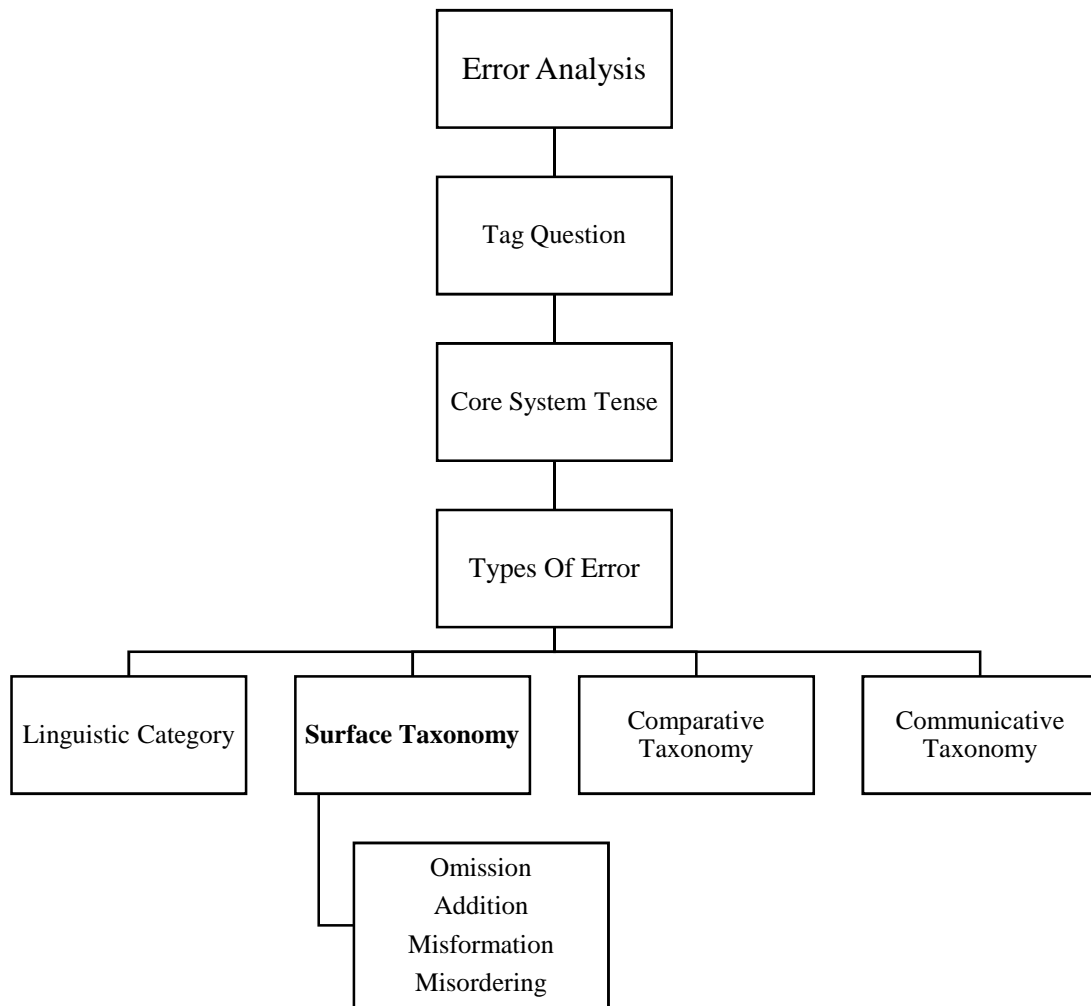 Error Analysis
Tag Question
Core System Tense
Types Of Error
Linguistic Category
Surface Taxonomy
Comparative
Taxonomy
Communicative
Taxonomy
Omission
Addition
Misformation
Misordering